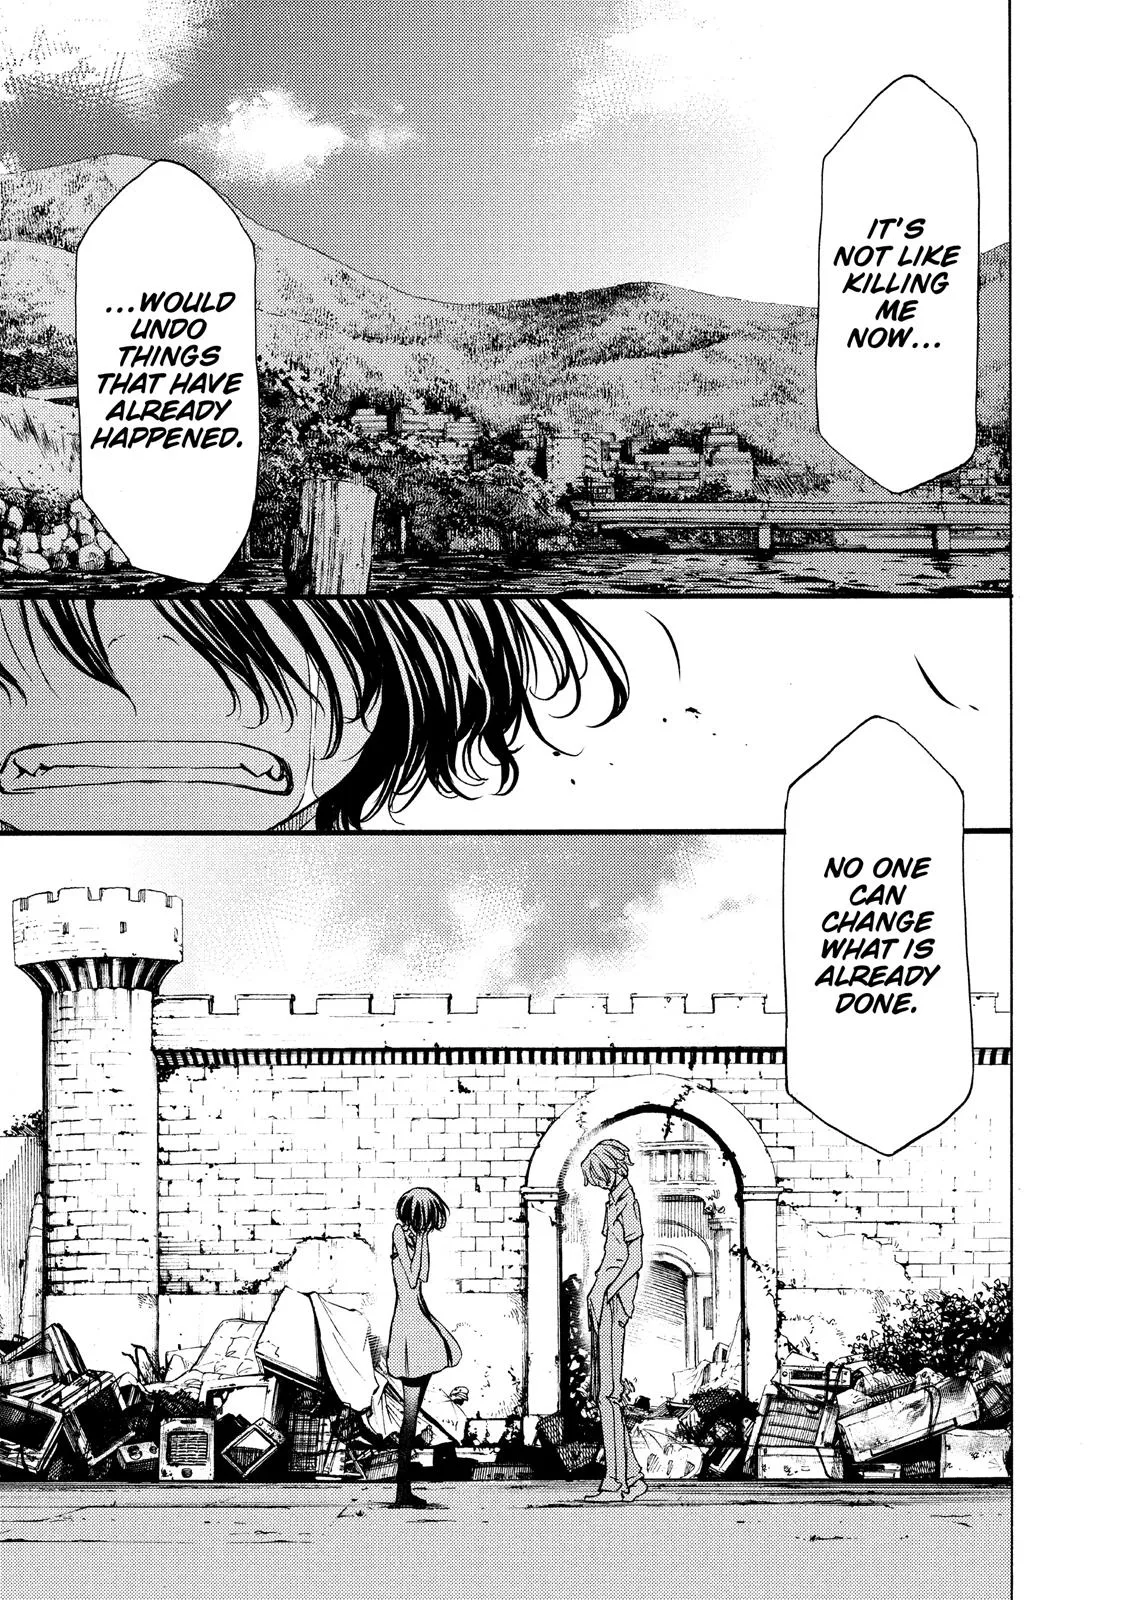 IT'S
NOT LIKE
KILLING
ME
NOW...
...WOULD
UNDO
THINGS
THAT HAVE
ALREADY
HAPPENED.
NO ONE
CAN
CHANGE
WHAT IS
ALREADY
DONE.